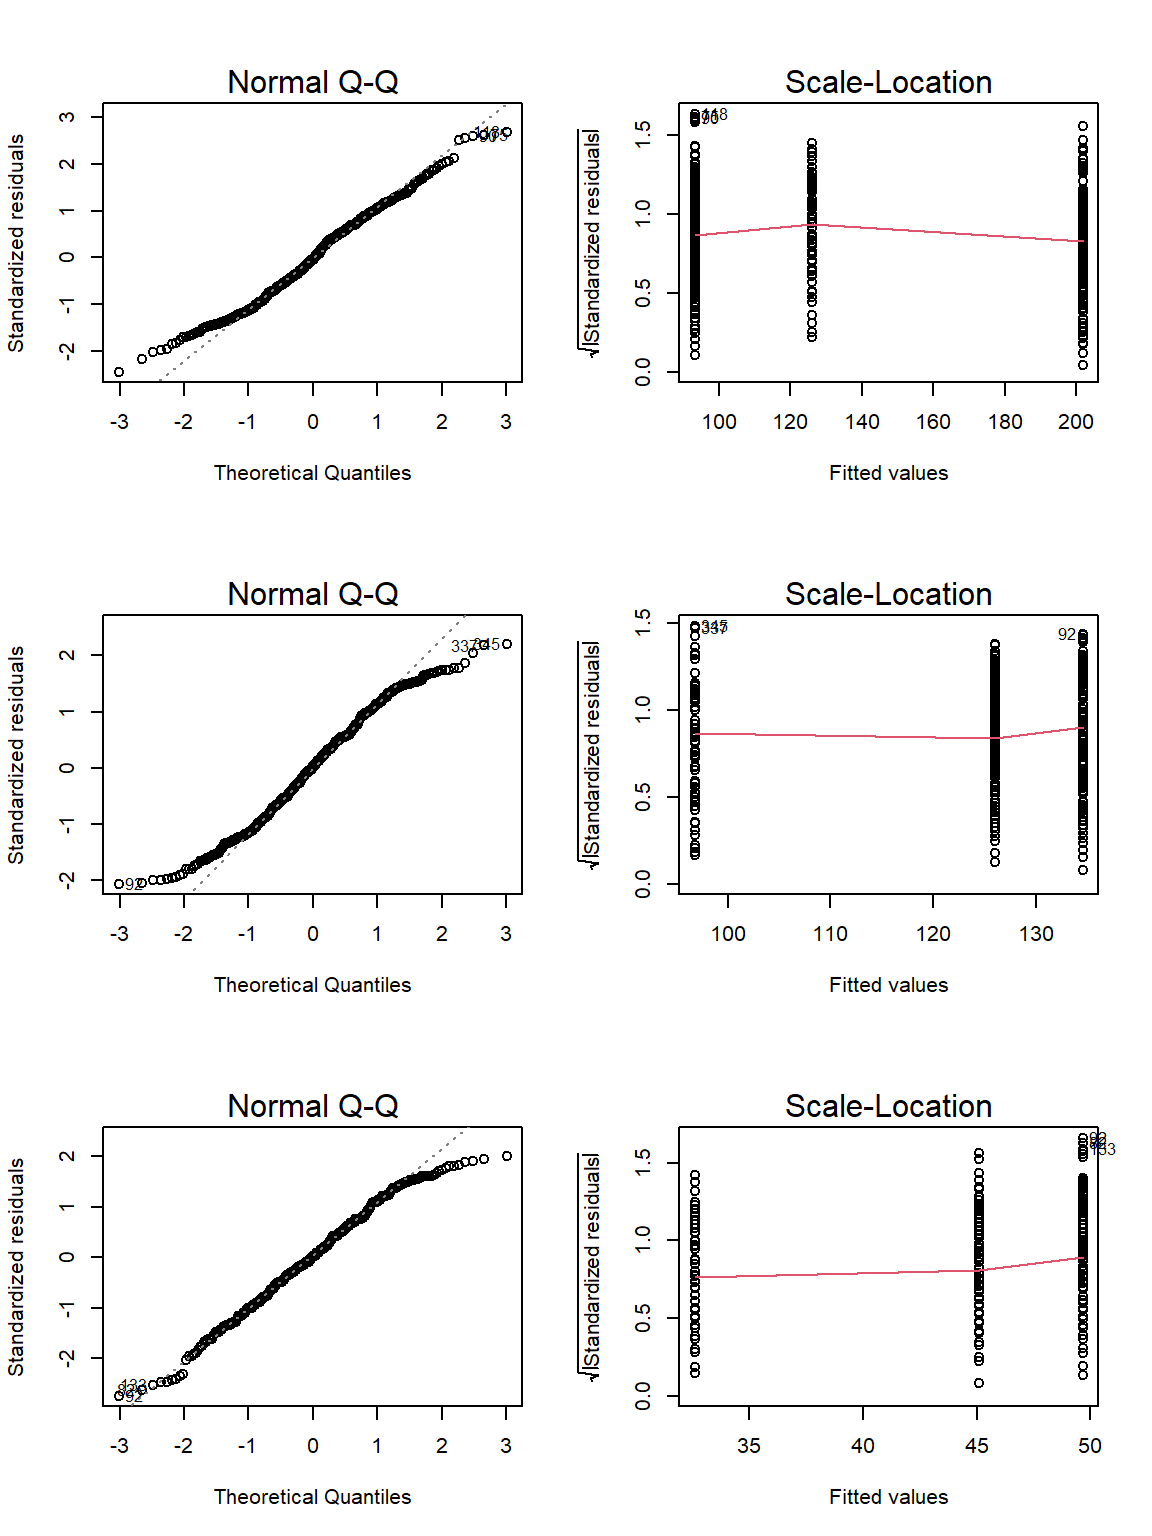 Normal Q-Q
Standardized residuals
3
2
1
0
-1
-2
-3 -2 -1 0 1 2 3
Theoretical Quantiles
Scale-Location
√|Standardized residuals|
1.5
1.0
0.5
0.0
118
90
100 120 140 160 180 200
Fitted values
Normal Q-Q
Standardized residuals
2
1
0
-1
-2
345
92
-3 -2 -1 0 1 2 3
Theoretical Quantiles
Scale-Location
√|Standardized residuals|
1.5
1.0
0.5
0.0
92
100 110 120 130
Fitted values
Normal Q-Q
Standardized residuals
2
1
0
-1
-2
92
-3 -2 -1 0 1 2 3
Theoretical Quantiles
Scale-Location
√|Standardized residuals|
1.5
1.0
0.5
0.0
153
35 40 45 50
Fitted values